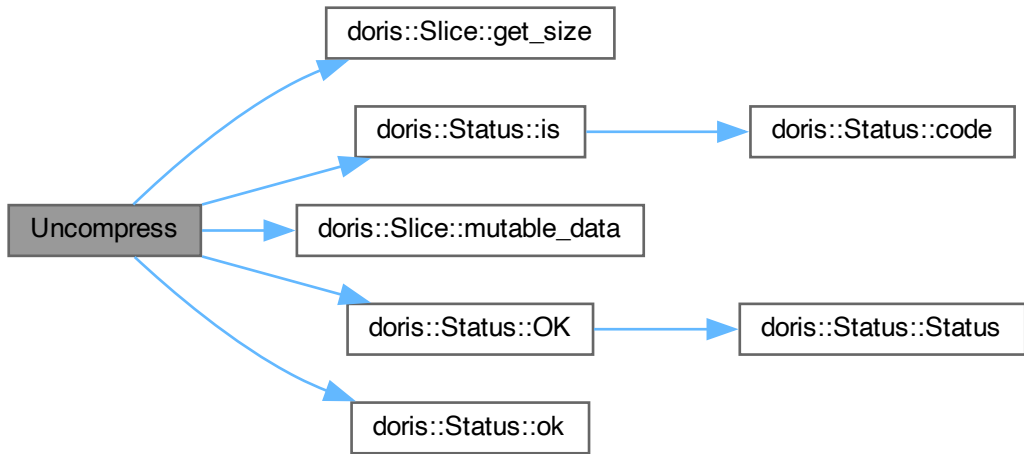 doris::Slice::get_size
doris::Status::is
doris::Status::code
Uncompress
doris::Slice::mutable_data
doris::Status::OK
doris::Status::Status
doris::Status::ok